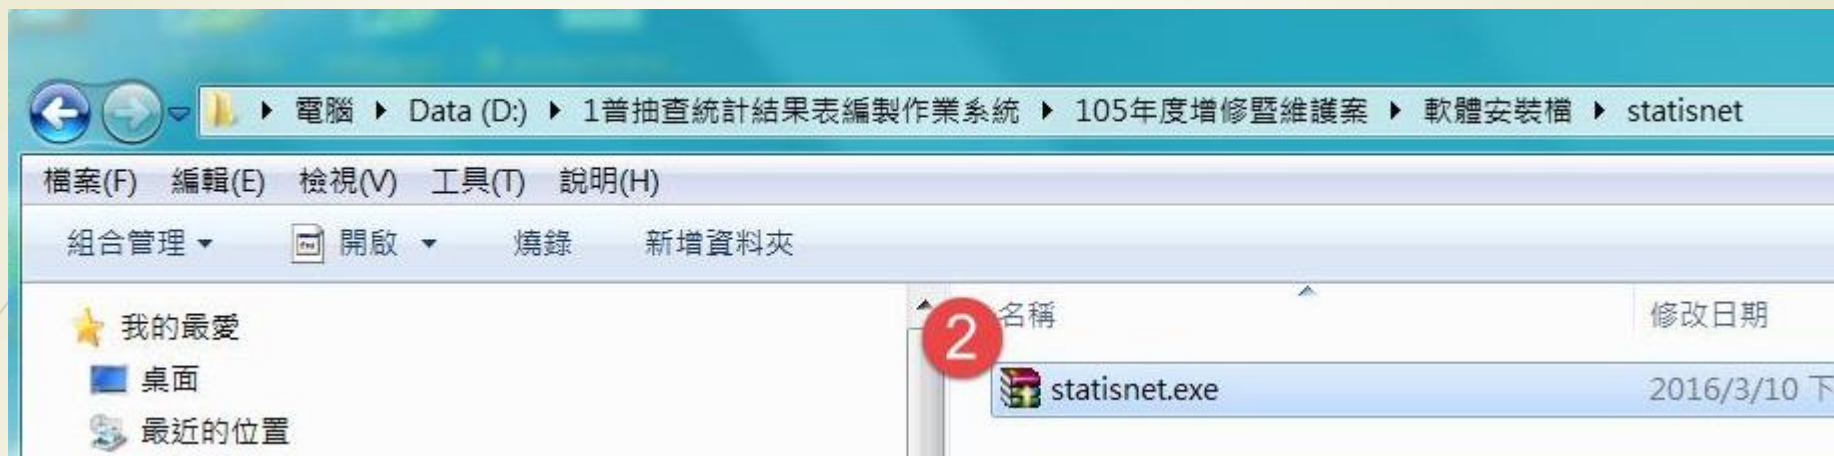 電腦 ▸ Data (D:) ▸ 1普抽查統計結果表編製作業系統 ▸ 105年度增修暨維護案 ▸ 軟體安裝檔 ▸ statisnet
檔案(F) 編輯(E) 檢視(V) 工具(T) 說明(H)
組合管理 開啟 燒錄 新增資料夾
我的最愛
桌面
最近的位置
2
名稱 修改日期
statisnet.exe 2016/3/10 下